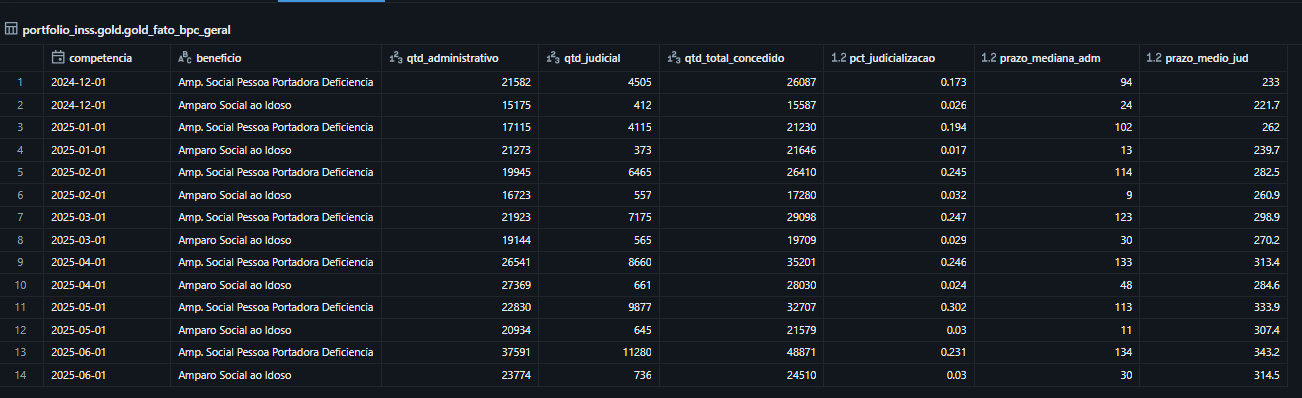 portfolio_inss.gold.gold_fato_bpc_geral
competencia beneficio qtd_administrativo qtd_judicial qtd_total_concedido pct_judicializacao prazo_mediana_adm prazo_medio_jud
1 2024-12-01 Amp. Social Pessoa Portadora Deficiencia 21582 4505 26087 0.173 94 233
2 2024-12-01 Amparo Social ao Idoso 15175 412 15587 0.026 24 221.7
3 2025-01-01 Amp. Social Pessoa Portadora Deficiencia 17115 4115 21230 0.194 102 262
4 2025-01-01 Amparo Social ao Idoso 21273 373 21646 0.017 13 239.7
5 2025-02-01 Amp. Social Pessoa Portadora Deficiencia 19945 6465 26410 0.245 114 282.5
6 2025-02-01 Amparo Social ao Idoso 16723 557 17280 0.032 9 260.9
7 2025-03-01 Amp. Social Pessoa Portadora Deficiencia 21923 7175 29098 0.247 123 298.9
8 2025-03-01 Amparo Social ao Idoso 19144 565 19709 0.029 30 270.2
9 2025-04-01 Amp. Social Pessoa Portadora Deficiencia 26541 8660 35201 0.246 133 313.4
10 2025-04-01 Amparo Social ao Idoso 27369 661 28030 0.024 48 284.6
11 2025-05-01 Amp. Social Pessoa Portadora Deficiencia 22830 9877 32707 0.302 113 333.9
12 2025-05-01 Amparo Social ao Idoso 20934 645 21579 0.03 11 307.4
13 2025-06-01 Amp. Social Pessoa Portadora Deficiencia 37591 11280 48871 0.231 134 343.2
14 2025-06-01 Amparo Social ao Idoso 23774 736 24510 0.03 30 314.5